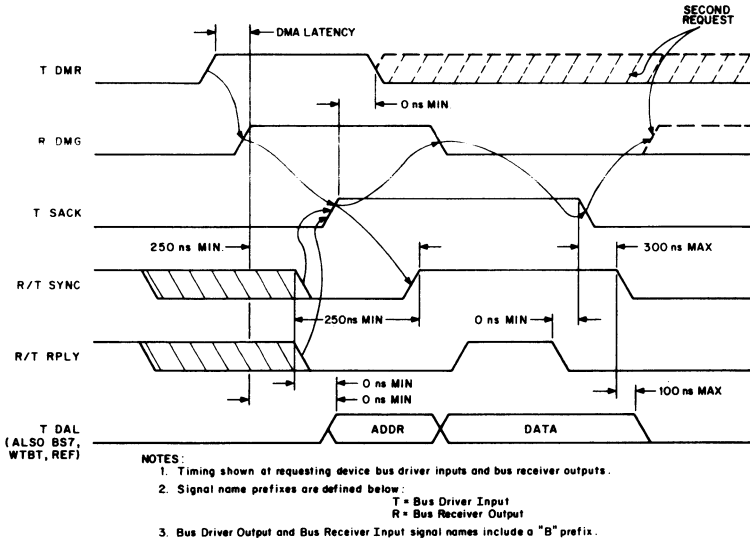 SECOND
REQUEST
DMA LATENCY
T DMR
0 ns MIN.
R DMG
T SACK
250 ns MIN.
300 ns MAX
R/T SYNC
250ns MIN
0 ns MIN
R/T RPLY
0 ns MIN
0 ns MIN
100 ns MAX
T DAL
(ALSO BS7,
WTBT, REF)
ADDR
DATA
NOTES:
1. Timing shown at requesting device bus driver inputs and bus receiver outputs.
2. Signal name prefixes are defined below:
T = Bus Driver Input
R = Bus Receiver Output
3. Bus Driver Output and Bus Receiver Input signal names include a "B" prefix.